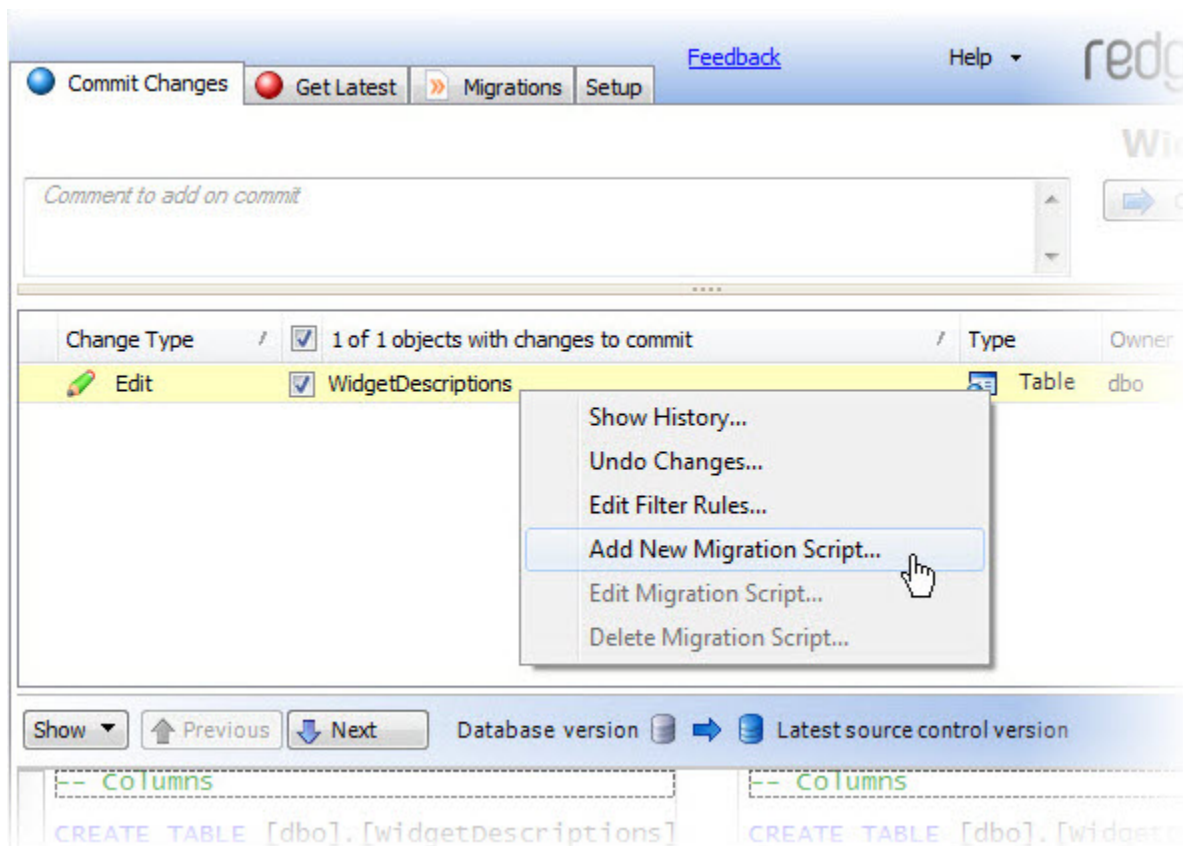 Feedback
Help
redg
Commit Changes
Get Latest
Migrations
Setup
Comment to add on commit
Change Type
1 of 1 objects with changes to commit
Type
Owner
Edit
WidgetDescriptions
Table
dbo
Show History...
Undo Changes...
Edit Filter Rules...
Add New Migration Script...
Edit Migration Script...
Delete Migration Script...
Show
Previous
Next
Database version
Latest source control version
-- Columns
-- Columns
CREATE TABLE [dbo].[WidgetDescriptions]
CREATE TABLE [dbo].[Widget